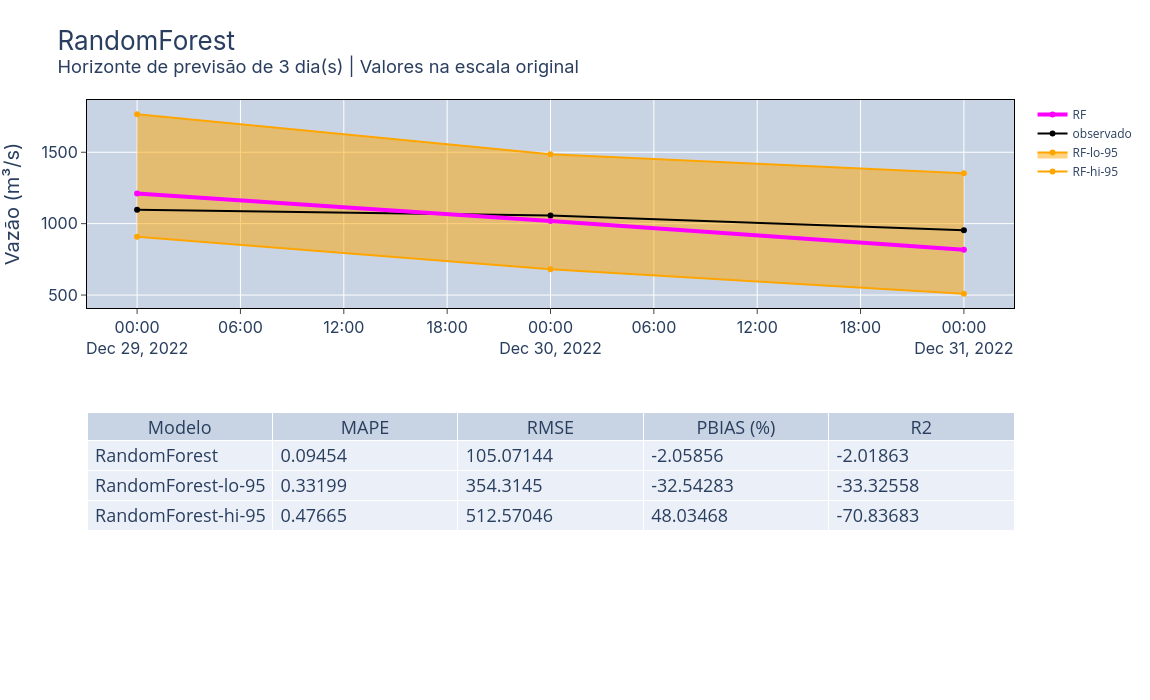 RandomForest
Horizonte de previsão de 3 dia(s) | Valores na escala original
Vazão (m³/s)
1500
1000
500
00:00 06:00 12:00 18:00 00:00 06:00 12:00 18:00 00:00
Dec 29, 2022 Dec 30, 2022 Dec 31, 2022
RF
observado
RF-lo-95
RF-hi-95
Modelo MAPE RMSE PBIAS (%) R2
RandomForest 0.09454 105.07144 -2.05856 -2.01863
RandomForest-lo-95 0.33199 354.3145 -32.54283 -33.32558
RandomForest-hi-95 0.47665 512.57046 48.03468 -70.83683